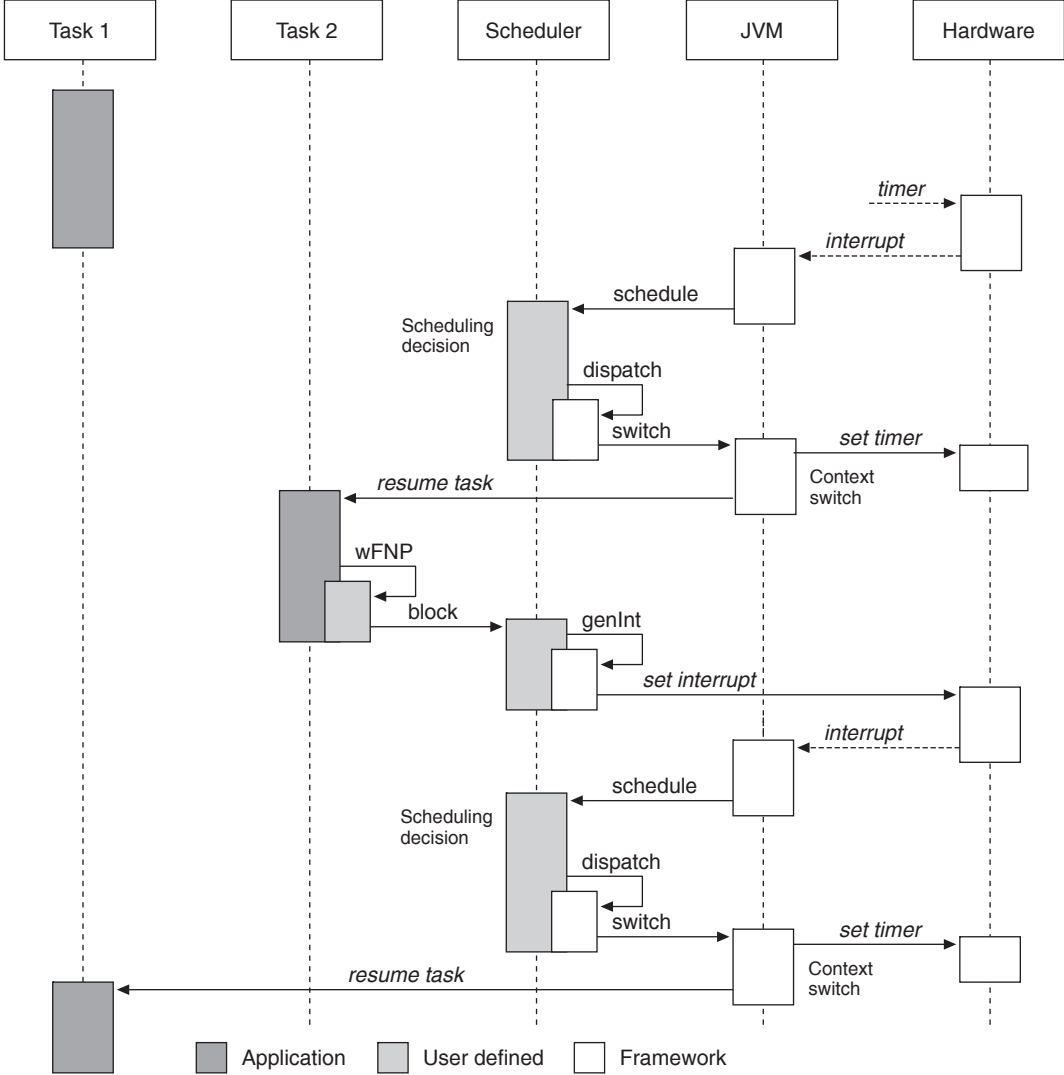 Task 1
Task 2
Scheduler
JVM
Hardware
timer
interrupt
schedule
Scheduling
decision
dispatch
switch
set timer
Context
switch
resume task
wFNP
block
genInt
set interrupt
interrupt
schedule
Scheduling
decision
dispatch
switch
set timer
Context
switch
resume task
Application
User defined
Framework